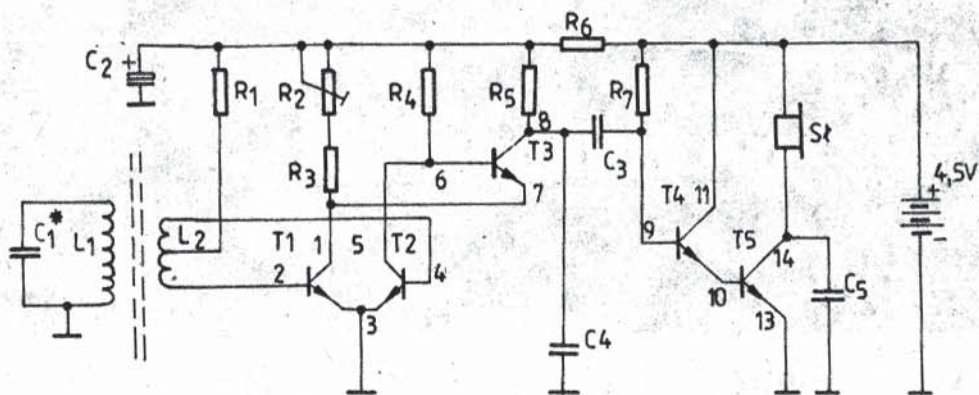 R6
C2 +
R1 R2 R4 R5 R7
8
T3
C3
Sł
6
R3
7
T4 11
4,5V
+
-
C1* L1
L2 T1 1 5 T2
9
T5
14
2 4
10
C5
3
13
C4